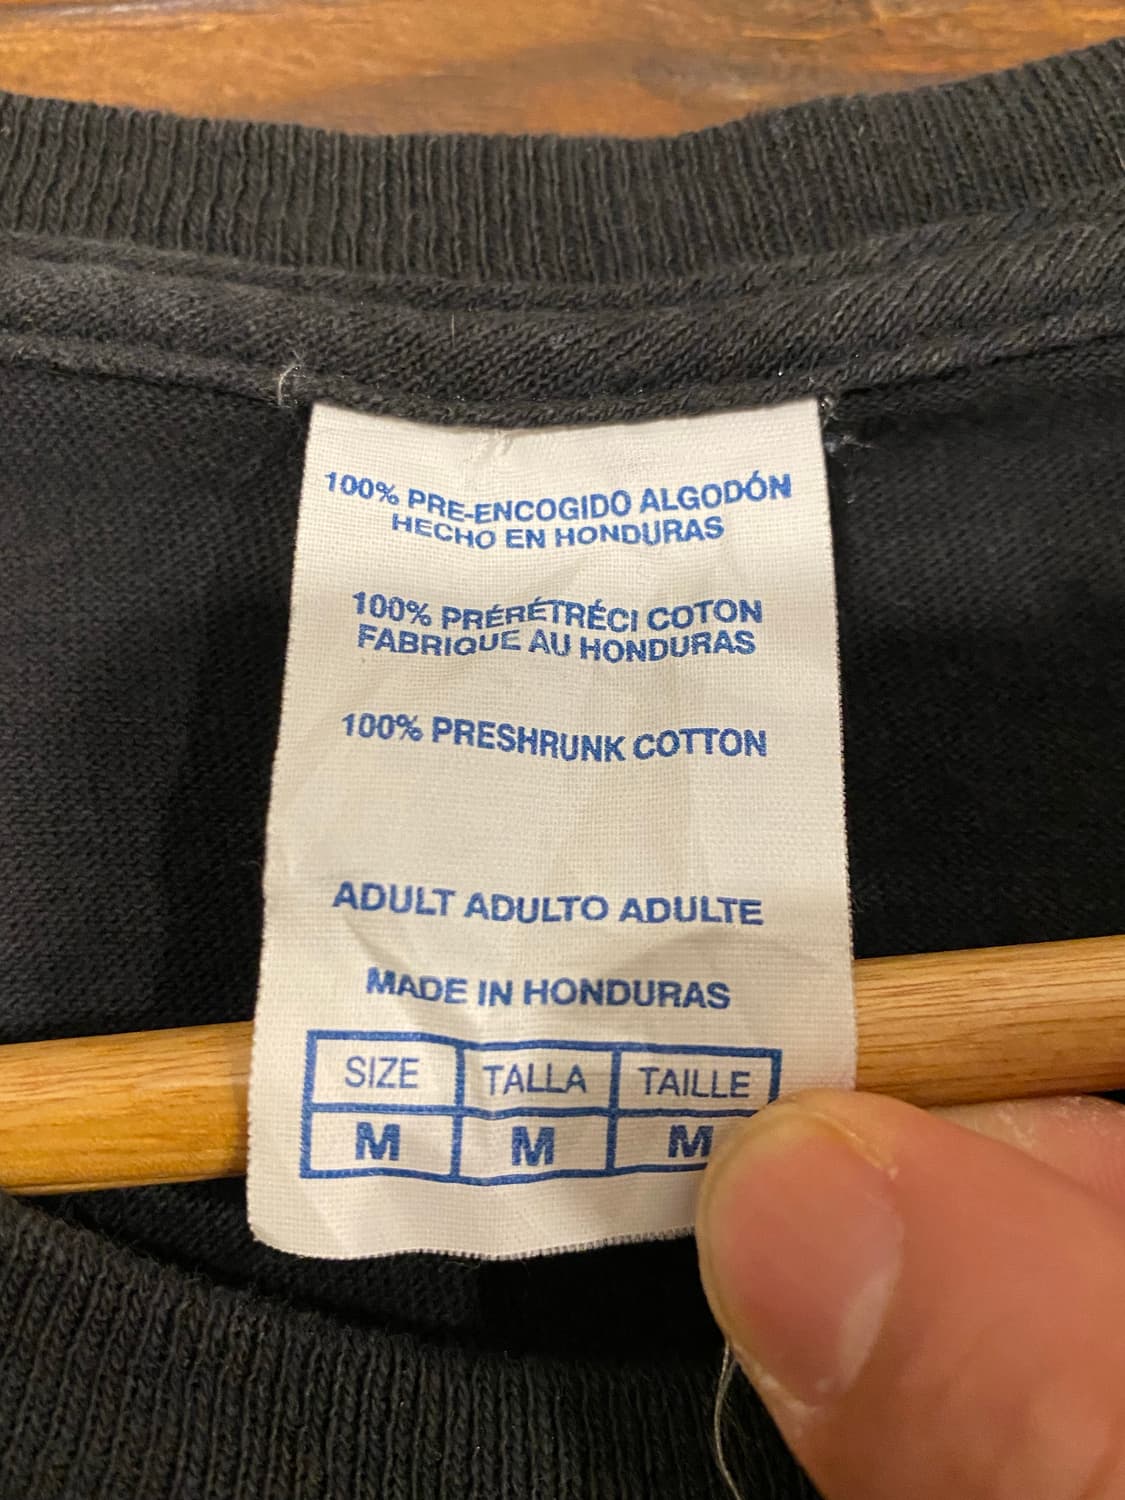 100% PRE-ENCOGIDO ALGODÓN
HECHO EN HONDURAS
100% PRÉRÉTRÉCI COTON
FABRIQUE AU HONDURAS
100% PRESHRUNK COTTON
ADULT ADULTO ADULTE
MADE IN HONDURAS
SIZE TALLA TAILLE
M M M